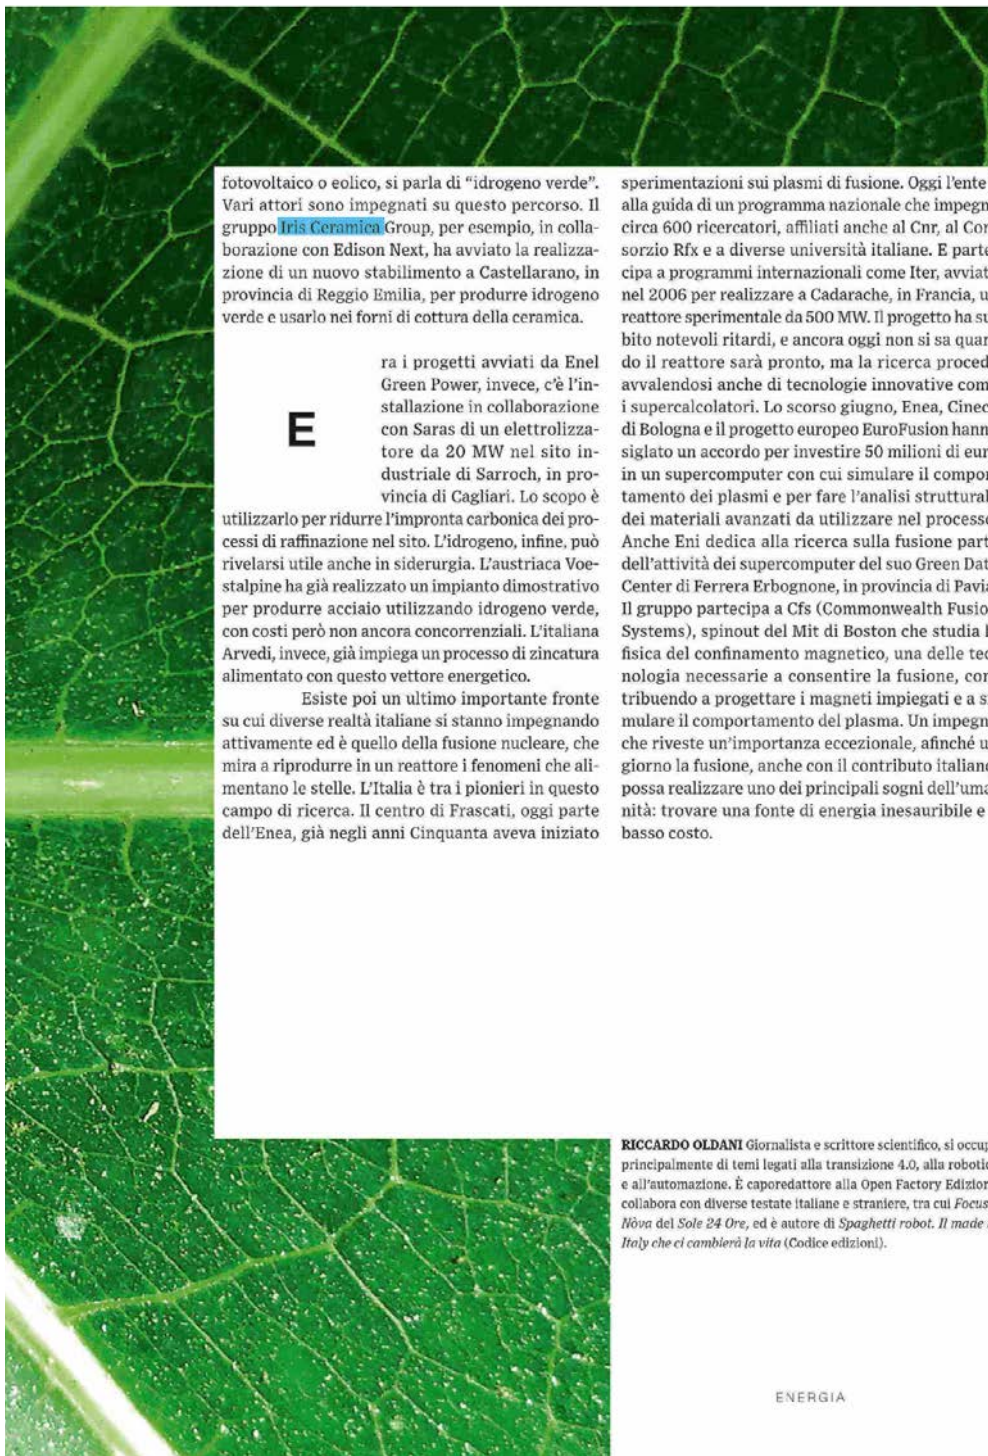 fotovoltaico o eolico, si parla di “idrogeno verde”.
Vari attori sono impegnati su questo percorso. Il
gruppo Iris Ceramica Group, per esempio, in colla-
borazione con Edison Next, ha avviato la realizza-
zione di un nuovo stabilimento a Castellarano, in
provincia di Reggio Emilia, per produrre idrogeno
verde e usarlo nei forni di cottura della ceramica.
E
ra i progetti avviati da Enel
Green Power, invece, c’è l’in-
stallazione in collaborazione
con Saras di un elettrolizza-
tore da 20 MW nel sito in-
dustriale di Sarroch, in pro-
vincia di Cagliari. Lo scopo è
utilizzarlo per ridurre l’impronta carbonica dei pro-
cessi di raffinazione nel sito. L’idrogeno, infine, può
rivelarsi utile anche in siderurgia. L’austriaca Voe-
stalpine ha già realizzato un impianto dimostrativo
per produrre acciaio utilizzando idrogeno verde,
con costi però non ancora concorrenziali. L’italiana
Arvedi, invece, già impiega un processo di zincatura
alimentato con questo vettore energetico.
Esiste poi un ultimo importante fronte
su cui diverse realtà italiane si stanno impegnando
attivamente ed è quello della fusione nucleare, che
mira a riprodurre in un reattore i fenomeni che ali-
mentano le stelle. L’Italia è tra i pionieri in questo
campo di ricerca. Il centro di Frascati, oggi parte
dell’Enea, già negli anni Cinquanta aveva iniziato
sperimentazioni sui plasmi di fusione. Oggi l’ente
alla guida di un programma nazionale che impegn
circa 600 ricercatori, affiliati anche al Cnr, al Con
sorzio Rfx e a diverse università italiane. E parte
cipa a programmi internazionali come Iter, avviat
nel 2006 per realizzare a Cadarache, in Francia, u
reattore sperimentale da 500 MW. Il progetto ha su
bito notevoli ritardi, e ancora oggi non si sa quan
do il reattore sarà pronto, ma la ricerca proced
avvalendosi anche di tecnologie innovative com
i supercalcolatori. Lo scorso giugno, Enea, Cinec
di Bologna e il progetto europeo EuroFusion hann
siglato un accordo per investire 50 milioni di eur
in un supercomputer con cui simulare il compor
tamento dei plasmi e per fare l’analisi struttural
dei materiali avanzati da utilizzare nel processo
Anche Eni dedica alla ricerca sulla fusione part
dell’attività dei supercomputer del suo Green Dat
Center di Ferrera Erbognone, in provincia di Pavia
Il gruppo partecipa a Cfs (Commonwealth Fusio
Systems), spinout del Mit di Boston che studia l
fisica del confinamento magnetico, una delle tec
nologia necessarie a consentire la fusione, con
tribuendo a progettare i magneti impiegati e a si
mulare il comportamento del plasma. Un impegn
che riveste un’importanza eccezionale, afinché u
giorno la fusione, anche con il contributo italiano
possa realizzare uno dei principali sogni dell’uma
nità: trovare una fonte di energia inesauribile e
basso costo.
RICCARDO OLDANI Giornalista e scrittore scientifico, si occup
principalmente di temi legati alla transizione 4.0, alla robotic
e all’automazione. È caporedattore alla Open Factory Edizion
collabora con diverse testate italiane e straniere, tra cui Focus
Nòva del Sole 24 Ore, ed è autore di Spaghetti robot. Il made
Italy che ci cambierà la vita (Codice edizioni).
ENERGIA